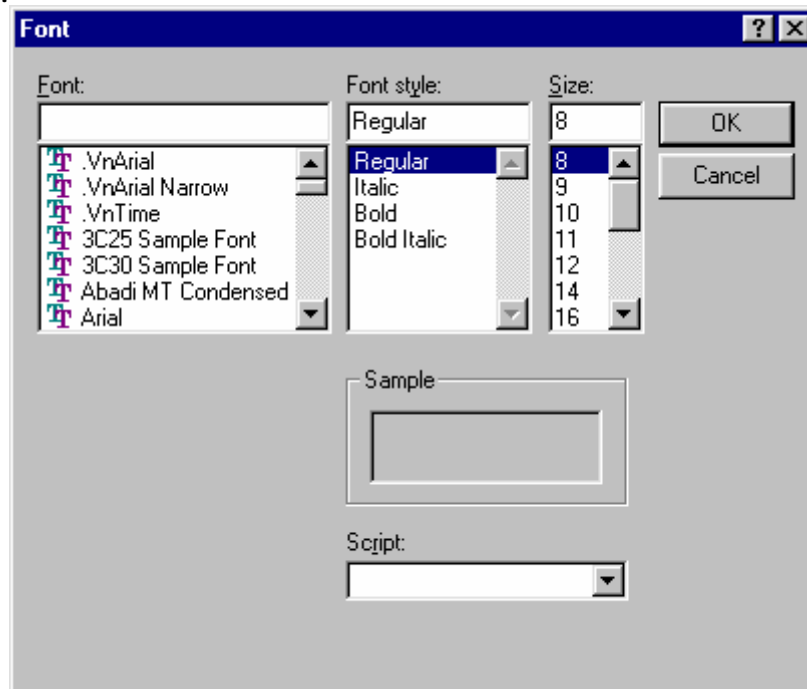 Font
Font:
Font style:
Size:
Regular
8
OK
Cancel
.VnArial
.VnArial Narrow
.VnTime
3C25 Sample Font
3C30 Sample Font
Abadi MT Condensed
Arial
Regular
Italic
Bold
Bold Italic
8
9
10
11
12
14
16
Sample
Script: